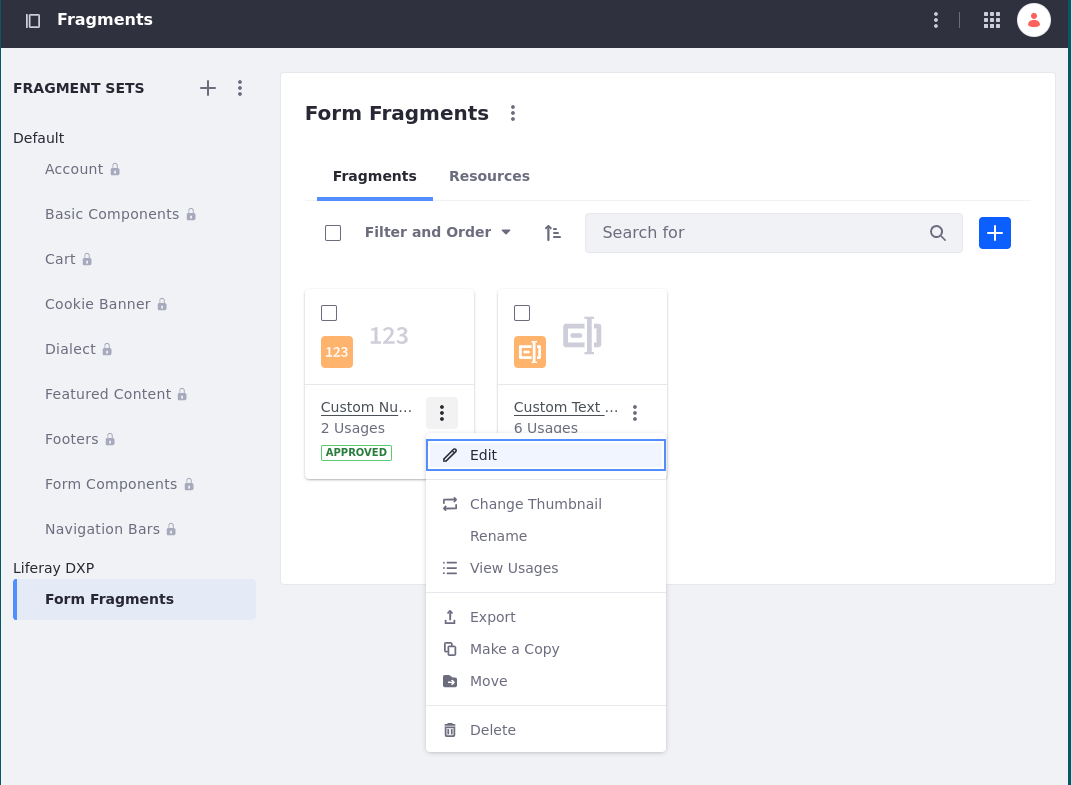 Fragments
FRAGMENT SETS
Default
Account
Basic Components
Cart
Cookie Banner
Dialect
Featured Content
Footers
Form Components
Navigation Bars
Liferay DXP
Form Fragments
Form Fragments
Fragments Resources
Filter and Order
Search for
123
123
Custom Nu...
2 Usages
APPROVED
Custom Text ...
6 Usages
Edit
Change Thumbnail
Rename
View Usages
Export
Make a Copy
Move
Delete